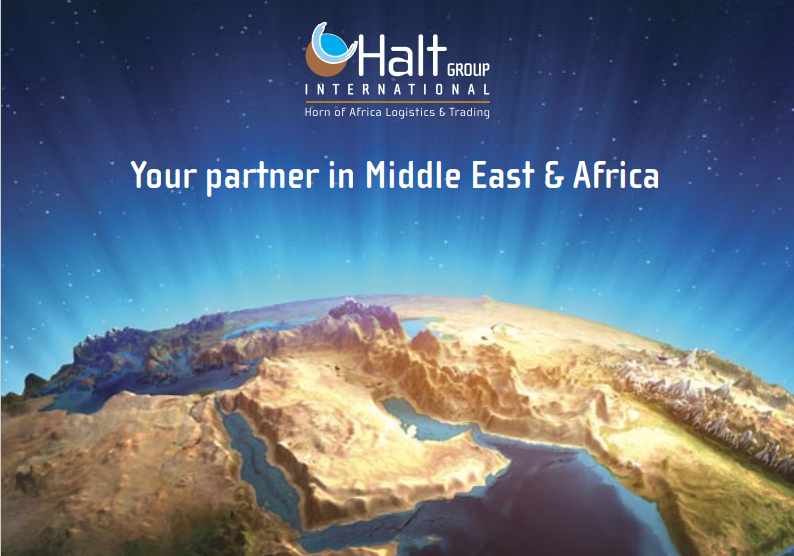 Halt GROUP
INTERNATIONAL
Horn of Africa Logistics & Trading
Your partner in Middle East & Africa